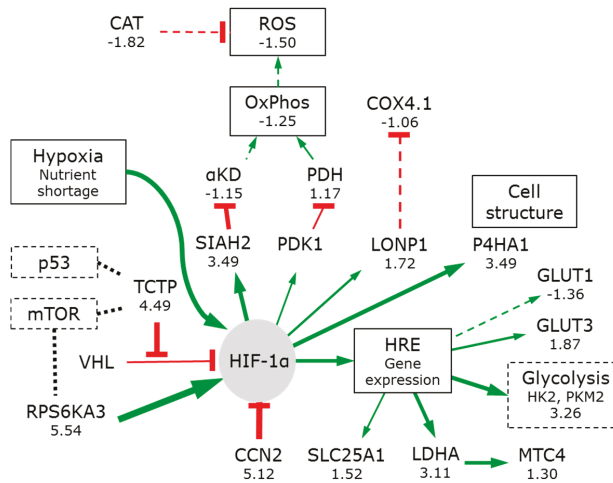 CAT
-1.82
ROS
-1.50
OxPhos
-1.25
COX4.1
-1.06
Hypoxia
Nutrient
shortage
αKD
-1.15
PDH
1.17
Cell
structure
SIAH2
3.49
PDK1
LONP1
1.72
P4HA1
3.49
p53
TCTP
4.49
GLUT1
-1.36
mTOR
GLUT3
1.87
VHL
HIF-1α
HRE
Gene
expression
Glycolysis
HK2, PKM2
3.26
RPS6KA3
5.54
CCN2
5.12
SLC25A1
1.52
LDHA
3.11
MTC4
1.30